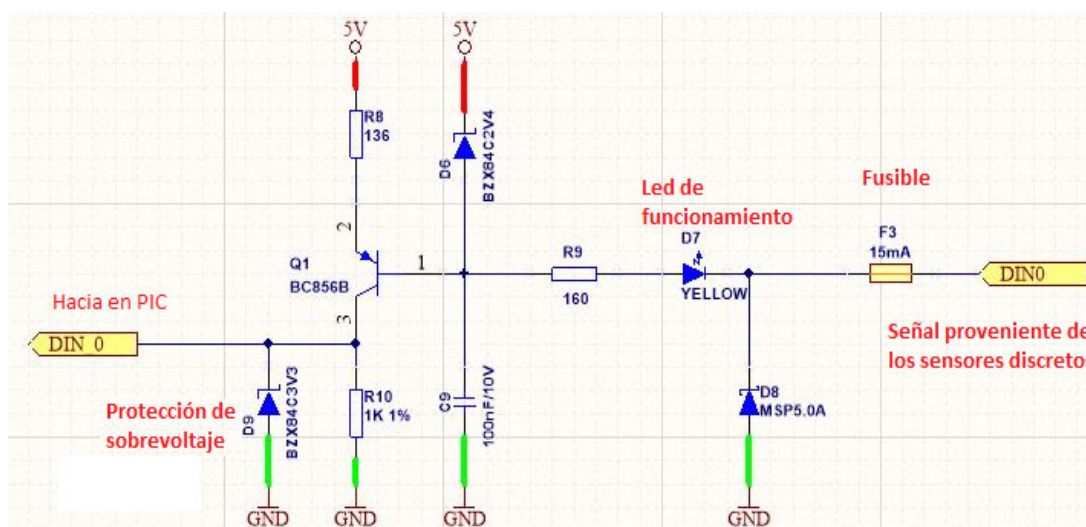 5V
5V
R8
136
D6
BZX84C2V4
Led de
funcionamiento
Fusible
2
D7
F3
15mA
Q1
BC856B
1
R9
160
YELLOW
DIN0
Hacia en PIC
3
DIN_0
Señal proveniente de
los sensores discretos
Protección de
sobrevoltaje
D9
BZX84C3V3
R10
1K 1%
C9
100nF/10V
D8
MSP5.0A
GND
GND
GND
GND